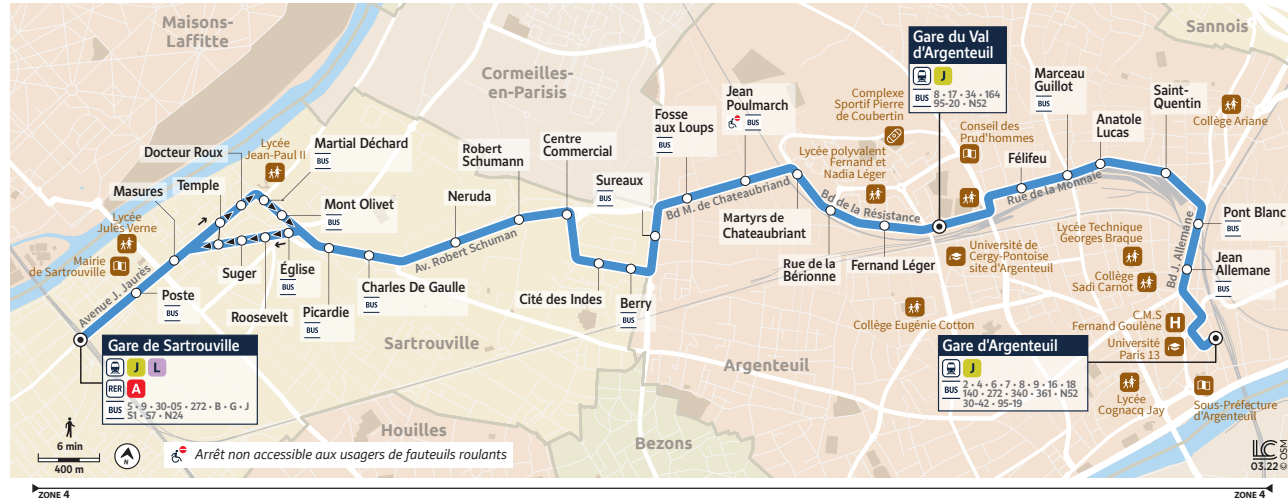 Maisons-
Laffitte
Cormeilles-
en-Parisis
Sannois
Sartrouville
Houilles
Bezons
Argenteuil
Gare de Sartrouville
J L
RER A
BUS 5 • 9 • 30-05 • 272 • B • G • J
S1 • S7 • N24
Avenue J. Jaurès
Mairie
de Sartrouville
Lycée
Jules Verne
Poste
BUS
Masures
Temple
Docteur Roux
Lycée
Jean-Paul II
Martial Déchard
BUS
Mont Olivet
BUS
Suger
Roosevelt
Église
BUS
Picardie
BUS
Charles De Gaulle
BUS
Av. Robert Schuman
Neruda
Robert
Schumann
Centre
Commercial
Cité des Indes
Berry
BUS
Sureaux
BUS
Fosse
aux Loups
BUS
Bd M. de Chateaubriand
Jean
Poulmarch
BUS
Martyrs de
Chateaubriant
Rue de la
Bérionne
Bd de la Résistance
Fernand Léger
Complexe
Sportif Pierre
de Coubertin
Lycée polyvalent
Fernand et
Nadia Léger
Gare du Val
d'Argenteuil
J
BUS 8 • 17 • 34 • 164
95-20 • N52
Conseil des
Prud'hommes
Université de
Cergy-Pontoise
site d'Argenteuil
Collège Eugénie Cotton
Félifeu
Rue de la Monnaie
Marceau
Guillot
BUS
Anatole
Lucas
Saint-
Quentin
Collège Ariane
Pont Blanc
BUS
Bd J. Allemane
Jean
Allemane
BUS
Lycée Technique
Georges Braque
Collège
Sadi Carnot
C.M.S
Fernand Goulène
H
Université
Paris 13
Gare d'Argenteuil
J
BUS 2 • 4 • 6 • 7 • 8 • 9 • 16 • 18
140 • 272 • 340 • 361 • N52
30-42 • 95-19
Lycée
Cognacq Jay
Sous-Préfecture
d'Argenteuil
6 min
400 m
N
Arrêt non accessible aux usagers de fauteuils roulants
LC
03.22 © OSM
ZONE 4
ZONE 4